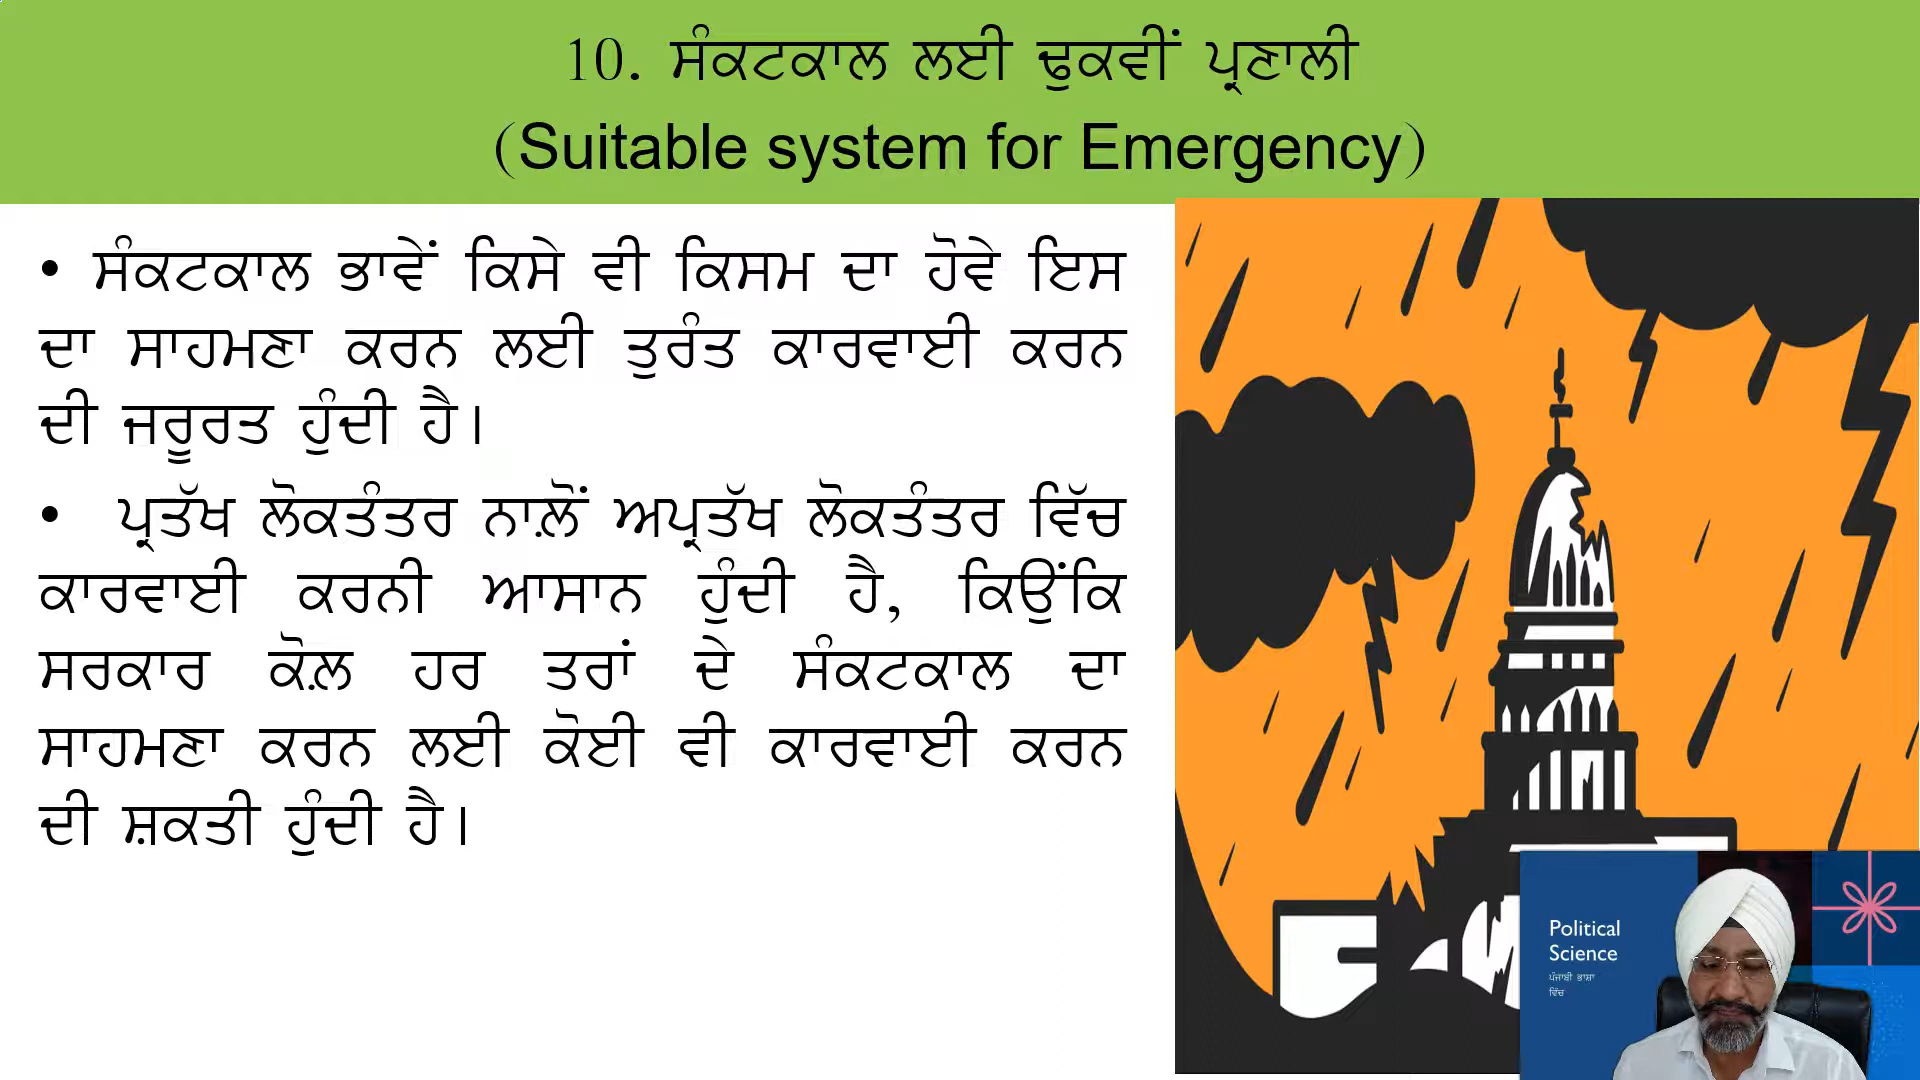 10. ਸੰਕਟਕਾਲ ਲਈ ਢੁਕਵੀਂ ਪ੍ਰਣਾਲੀ
(Suitable system for Emergency)
• ਸੰਕਟਕਾਲ ਭਾਵੇਂ ਕਿਸੇ ਵੀ ਕਿਸਮ ਦਾ ਹੋਵੇ ਇਸ
ਦਾ ਸਾਹਮਣਾ ਕਰਨ ਲਈ ਤੁਰੰਤ ਕਾਰਵਾਈ ਕਰਨ
ਦੀ ਜਰੂਰਤ ਹੁੰਦੀ ਹੈ।
• ਪ੍ਰਤੱਖ ਲੋਕਤੰਤਰ ਨਾਲ਼ੋਂ ਅਪ੍ਰਤੱਖ ਲੋਕਤੰਤਰ ਵਿੱਚ
ਕਾਰਵਾਈ ਕਰਨੀ ਆਸਾਨ ਹੁੰਦੀ ਹੈ, ਕਿਉਂਕਿ
ਸਰਕਾਰ ਕੋਲ਼ ਹਰ ਤਰਾਂ ਦੇ ਸੰਕਟਕਾਲ ਦਾ
ਸਾਹਮਣਾ ਕਰਨ ਲਈ ਕੋਈ ਵੀ ਕਾਰਵਾਈ ਕਰਨ
ਦੀ ਸ਼ਕਤੀ ਹੁੰਦੀ ਹੈ।
Political
Science
ਪੰਜਾਬੀ ਭਾਸ਼ਾ
ਵਿੱਚ